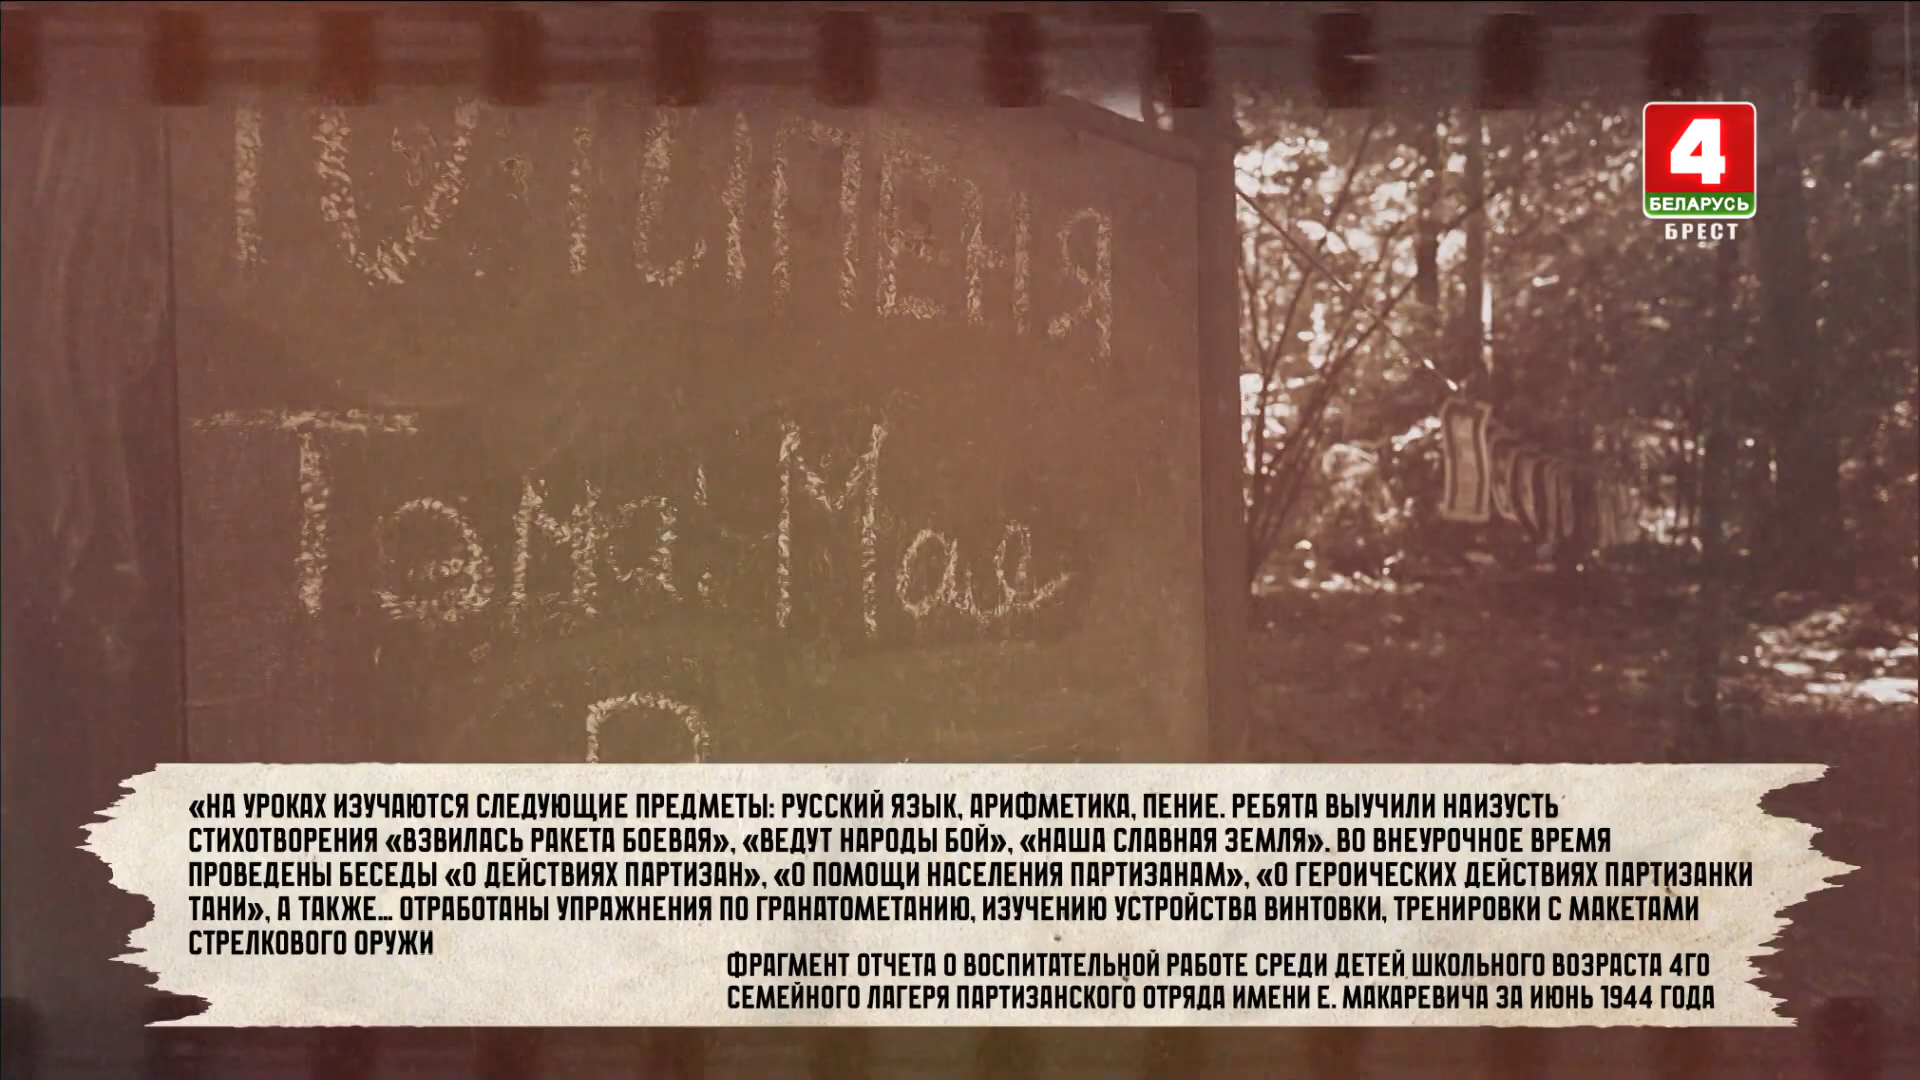 4
БЕЛАРУСЬ
БРЕСТ
Тэма: Мае
«НА УРОКАХ ИЗУЧАЮТСЯ СЛЕДУЮЩИЕ ПРЕДМЕТЫ: РУССКИЙ ЯЗЫК, АРИФМЕТИКА, ПЕНИЕ. РЕБЯТА ВЫУЧИЛИ НАИЗУСТЬ
СТИХОТВОРЕНИЯ «ВЗВИЛАСЬ РАКЕТА БОЕВАЯ», «ВЕДУТ НАРОДЫ БОЙ», «НАША СЛАВНАЯ ЗЕМЛЯ». ВО ВНЕУРОЧНОЕ ВРЕМЯ
ПРОВЕДЕНЫ БЕСЕДЫ «О ДЕЙСТВИЯХ ПАРТИЗАН», «О ПОМОЩИ НАСЕЛЕНИЯ ПАРТИЗАНАМ», «О ГЕРОИЧЕСКИХ ДЕЙСТВИЯХ ПАРТИЗАНКИ
ТАНИ», А ТАКЖЕ... ОТРАБОТАНЫ УПРАЖНЕНИЯ ПО ГРАНАТОМЕТАНИЮ, ИЗУЧЕНИЮ УСТРОЙСТВА ВИНТОВКИ, ТРЕНИРОВКИ С МАКЕТАМИ
СТРЕЛКОВОГО ОРУЖИ
ФРАГМЕНТ ОТЧЕТА О ВОСПИТАТЕЛЬНОЙ РАБОТЕ СРЕДИ ДЕТЕЙ ШКОЛЬНОГО ВОЗРАСТА 4ГО
СЕМЕЙНОГО ЛАГЕРЯ ПАРТИЗАНСКОГО ОТРЯДА ИМЕНИ Е. МАКАРЕВИЧА ЗА ИЮНЬ 1944 ГОДА